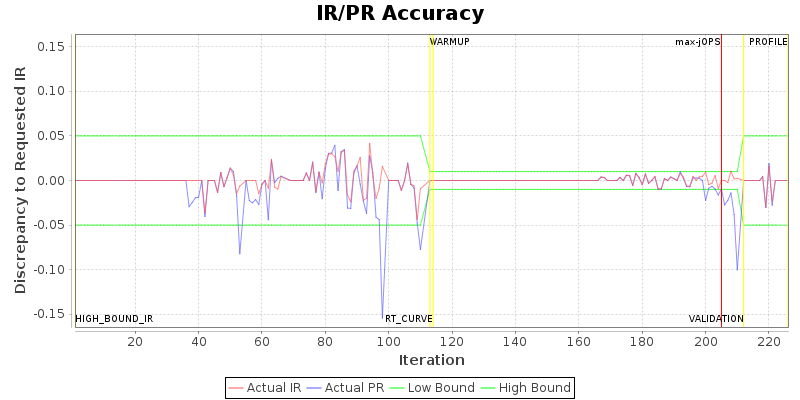 IR/PR Accuracy
Discrepancy to Requested IR
0.15
0.10
0.05
0.00
-0.05
-0.10
-0.15
WARMUP
max-jOPS
PROFILE
HIGH_BOUND_IR
RT_CURVE
VALIDATION
20 40 60 80 100 120 140 160 180 200 220
Iteration
Actual IR Actual PR Low Bound High Bound